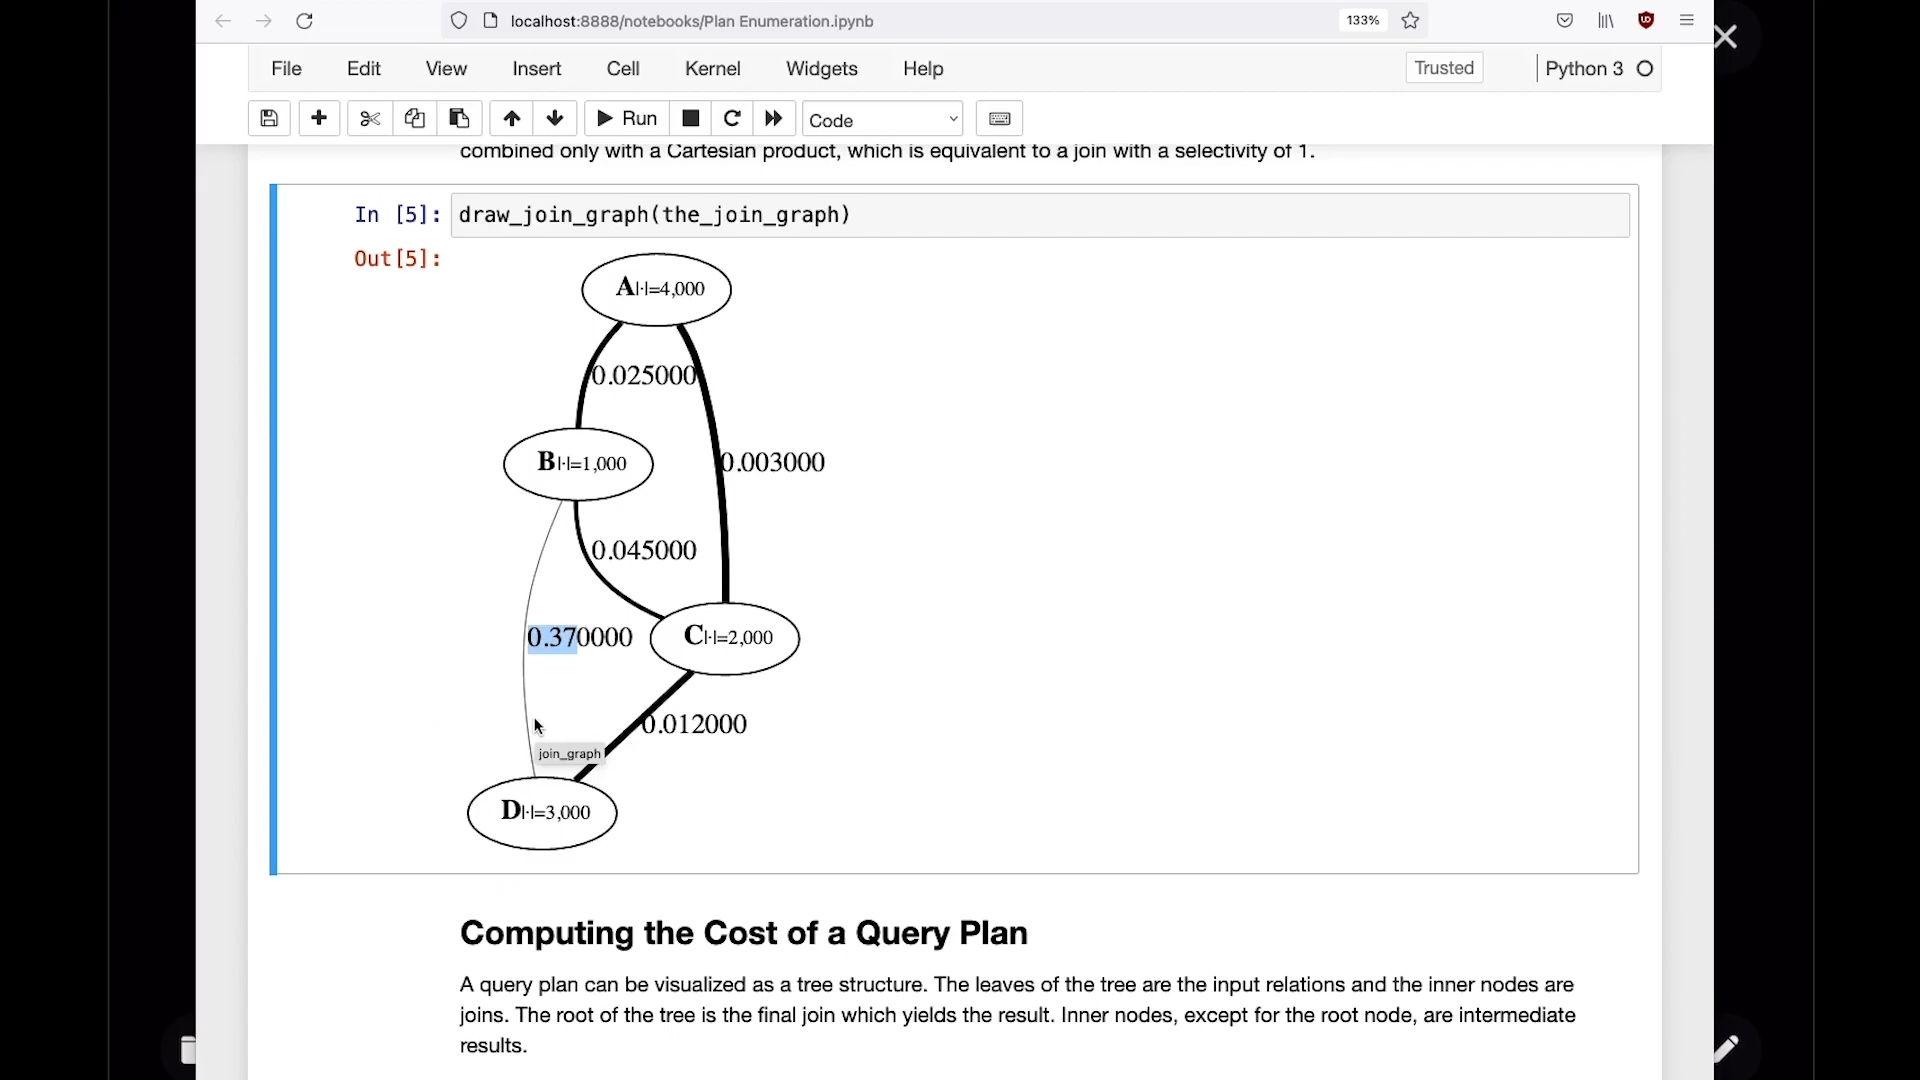 localhost:8888/notebooks/Plan Enumeration.ipynb
133%
File Edit View Insert Cell Kernel Widgets Help
Trusted
Python 3
Run
Code
combined only with a Cartesian product, which is equivalent to a join with a selectivity of 1.
In [5]: draw_join_graph(the_join_graph)
Out[5]:
A|·|=4,000
0.025000
B|·|=1,000
0.003000
0.045000
0.370000
C|·|=2,000
0.012000
join_graph
D|·|=3,000
Computing the Cost of a Query Plan
A query plan can be visualized as a tree structure. The leaves of the tree are the input relations and the inner nodes are
joins. The root of the tree is the final join which yields the result. Inner nodes, except for the root node, are intermediate
results.